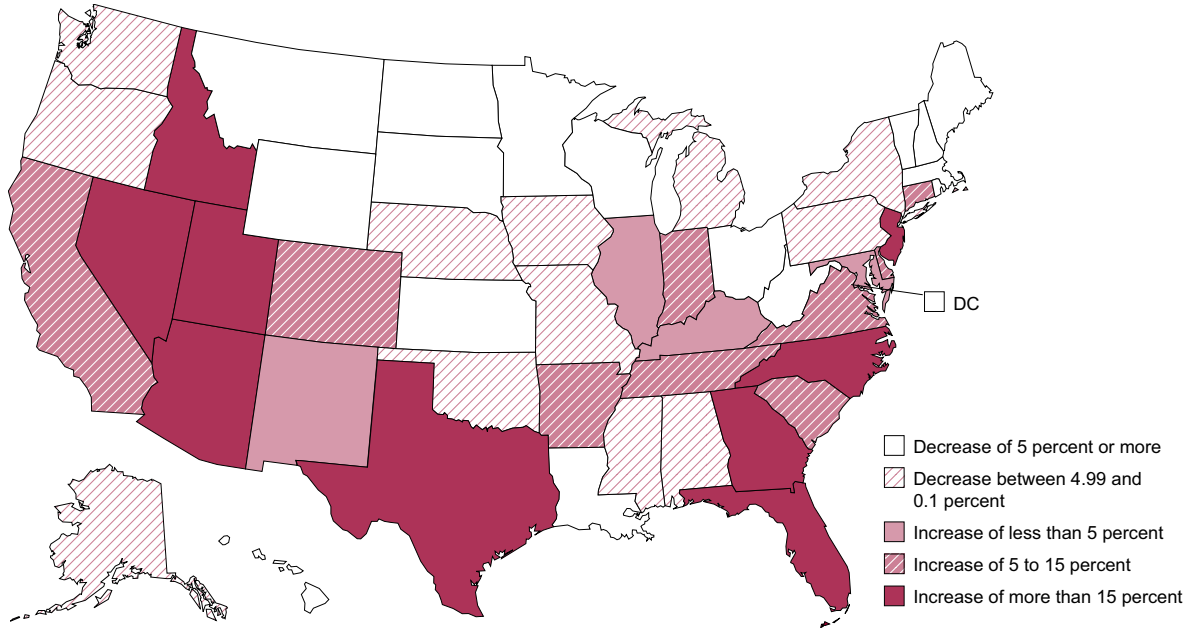 DC
Decrease of 5 percent or more
Decrease between 4.99 and
0.1 percent
Increase of less than 5 percent
Increase of 5 to 15 percent
Increase of more than 15 percent